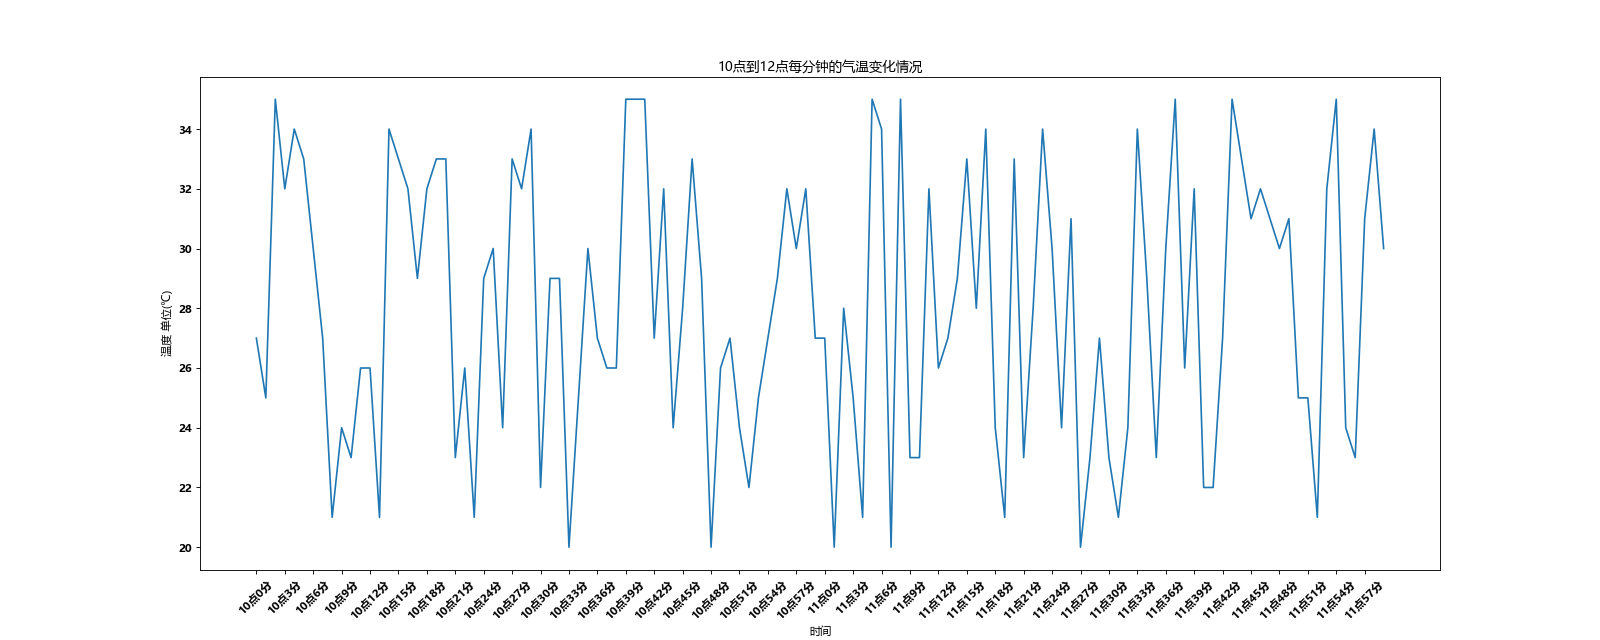 10点到12点每分钟的气温变化情况
温度 单位(℃)
34
32
30
28
26
24
22
20
10点0分
10点3分
10点6分
10点9分
10点12分
10点15分
10点18分
10点21分
10点24分
10点27分
10点30分
10点33分
10点36分
10点39分
10点42分
10点45分
10点48分
10点51分
10点54分
10点57分
11点0分
11点3分
11点6分
11点9分
11点12分
11点15分
11点18分
11点21分
11点24分
11点27分
11点30分
11点33分
11点36分
11点39分
11点42分
11点45分
11点48分
11点51分
11点54分
11点57分
时间